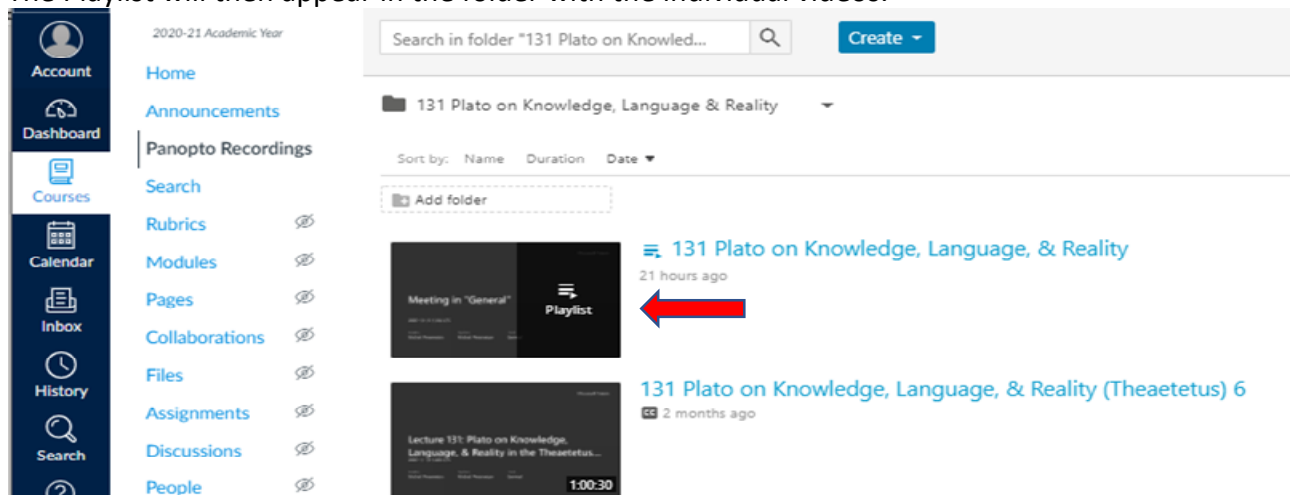 The Playlist will then appear in the folder with the individual videos.
Account
Dashboard
Courses
Calendar
Inbox
History
Search
2020-21 Academic Year
Home
Announcements
Panopto Recordings
Search
Rubrics
Modules
Pages
Collaborations
Files
Assignments
Discussions
People
Search in folder "131 Plato on Knowled...
Create
131 Plato on Knowledge, Language & Reality
Sort by: Name Duration Date
Add folder
Meeting in "General"
Playlist
131 Plato on Knowledge, Language, & Reality
21 hours ago
Lecture 131: Plato on Knowledge,
Language, & Reality in the Theaetetus...
1:00:30
131 Plato on Knowledge, Language, & Reality (Theaetetus) 6
CC 2 months ago